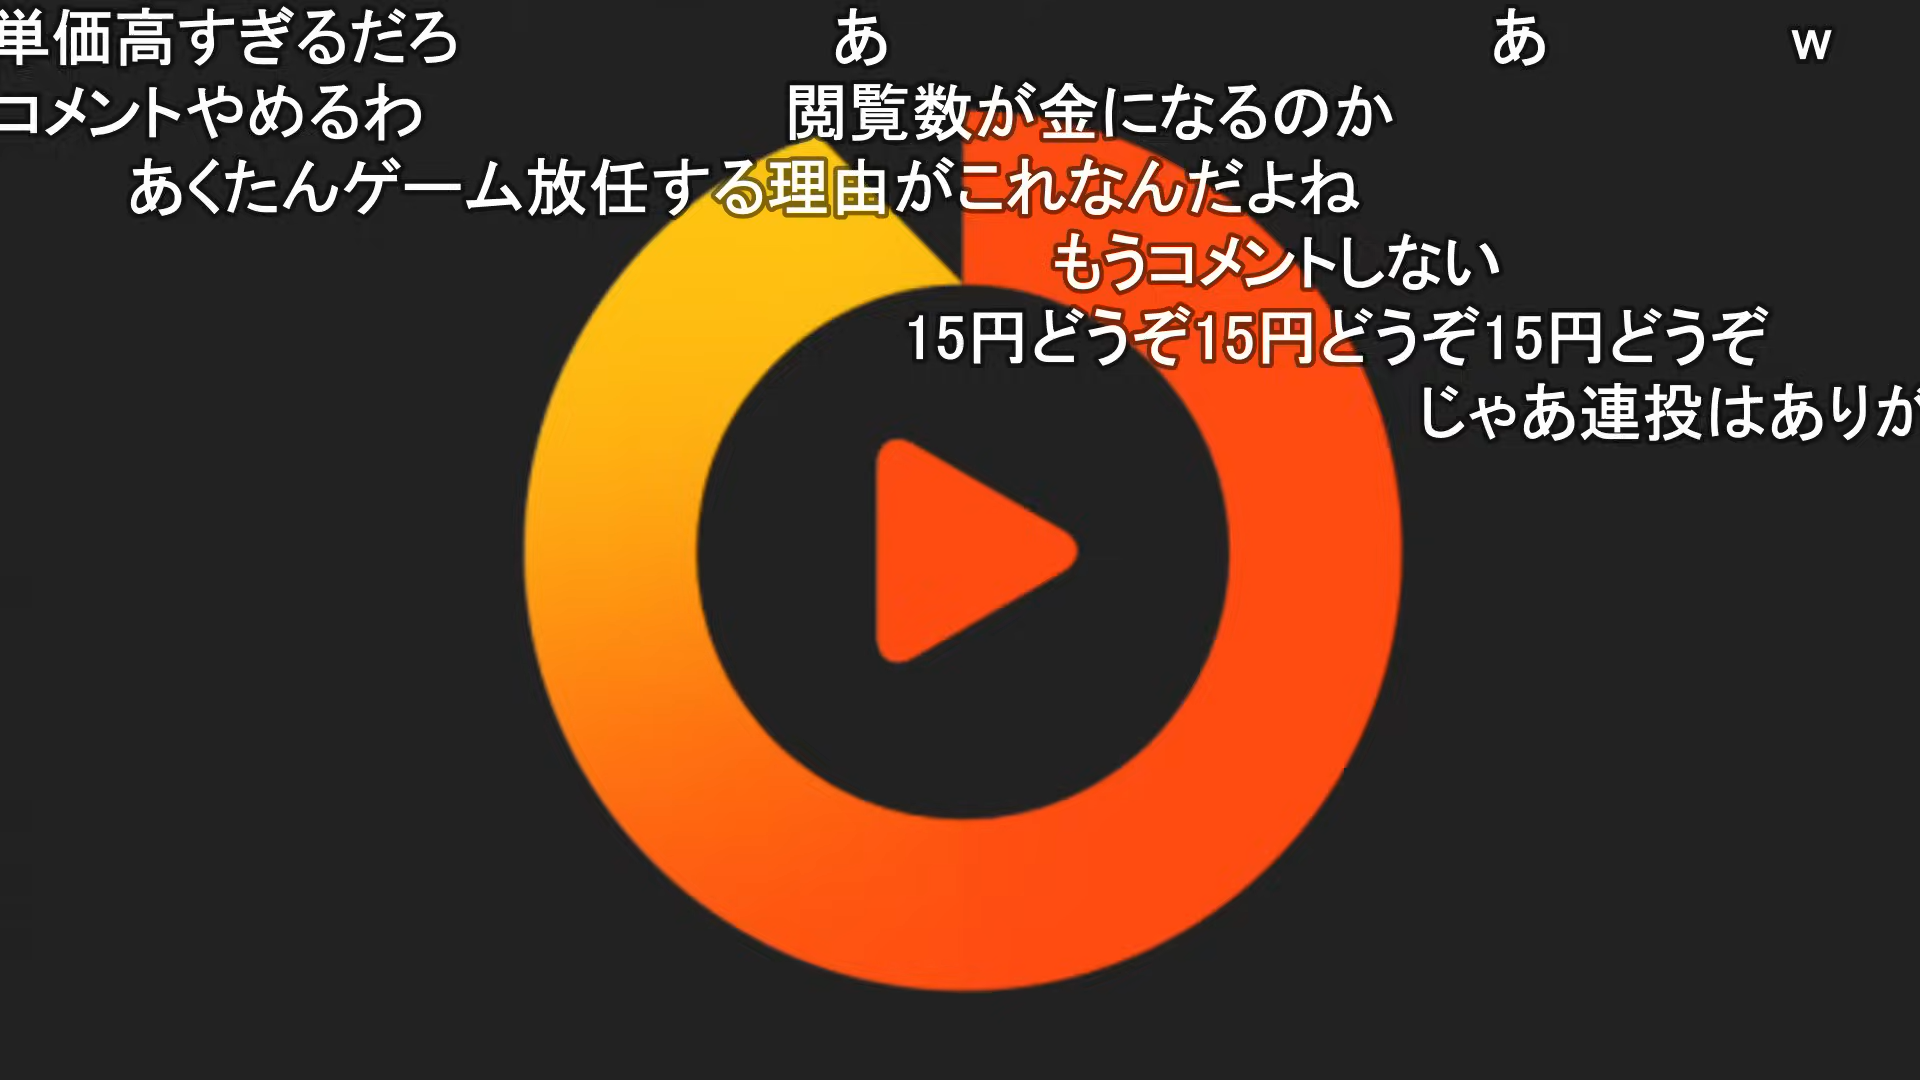 単価高すぎるだろ
あ
あ
w
コメントやめるわ
閲覧数が金になるのか
あくたんゲーム放任する理由がこれなんだよね
もうコメントしない
15円どうぞ15円どうぞ15円どうぞ
じゃあ連投はありが